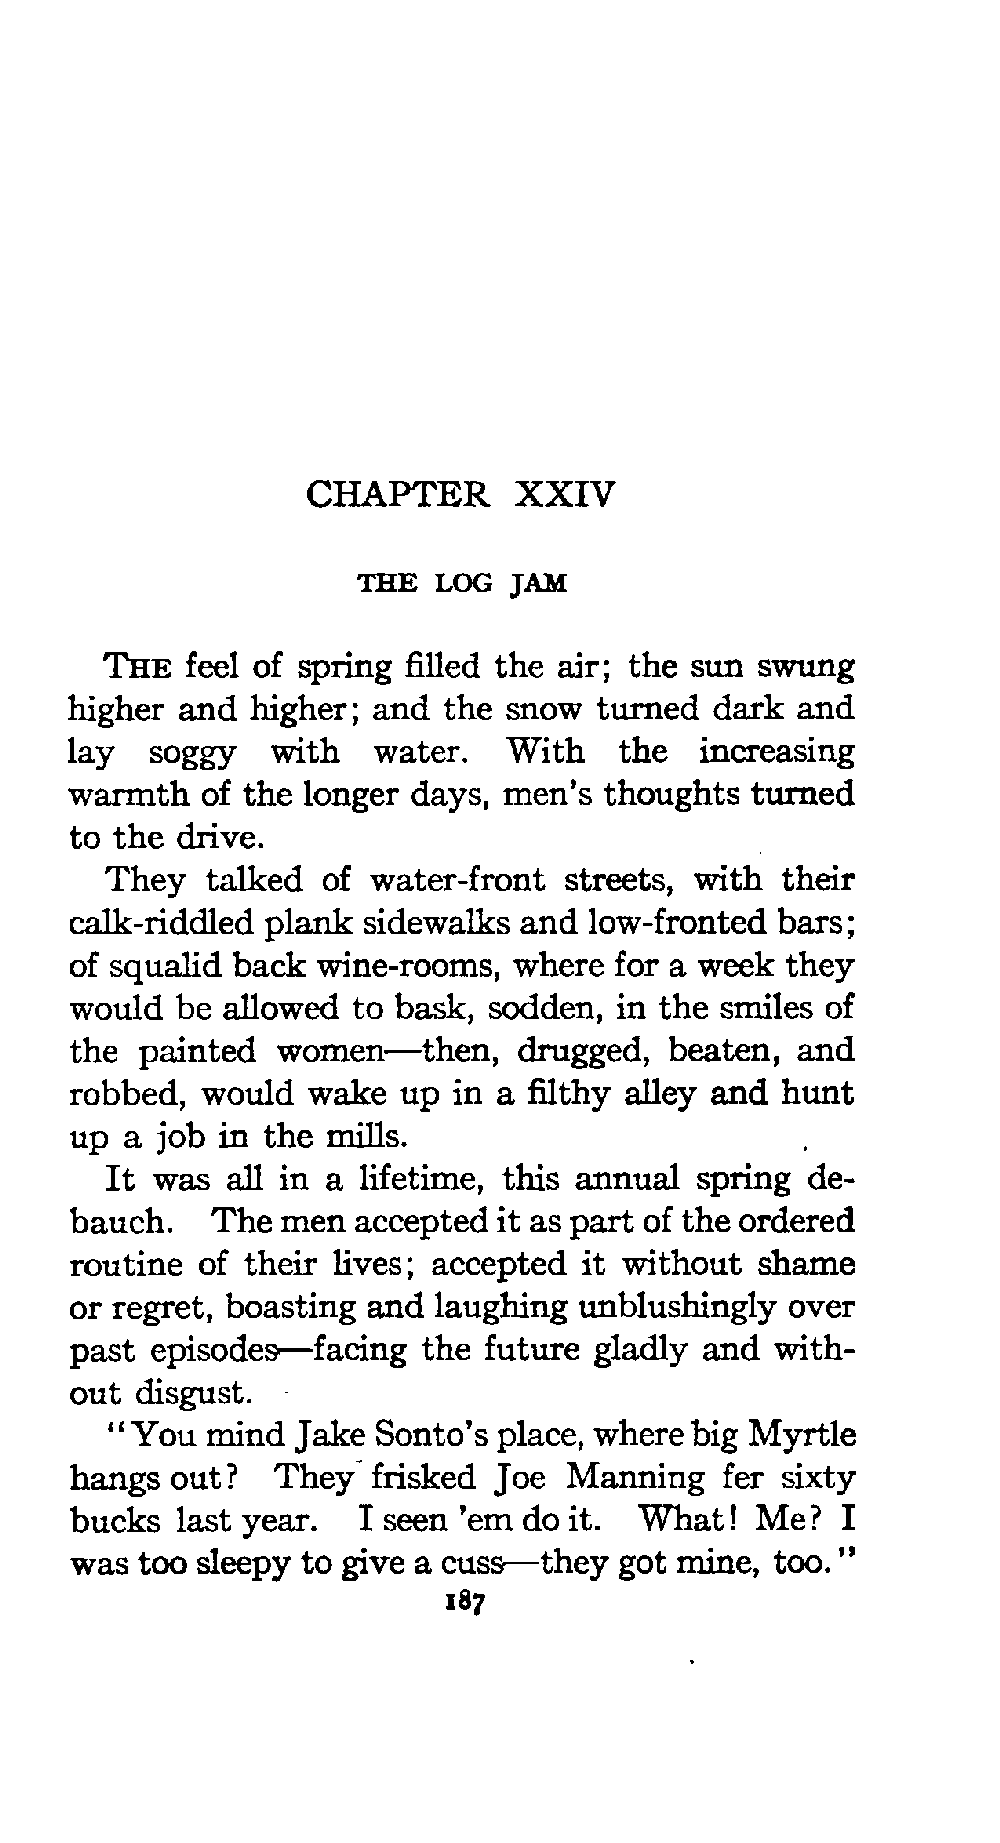 CHAPTER XXIV
THE LOG JAM
THE feel of spring filled the air; the sun swung
higher and higher; and the snow turned dark and
lay soggy with water. With the increasing
warmth of the longer days, men's thoughts turned
to the drive.
They talked of water-front streets, with their
calk-riddled plank sidewalks and low-fronted bars;
of squalid back wine-rooms, where for a week they
would be allowed to bask, sodden, in the smiles of
the painted women—then, drugged, beaten, and
robbed, would wake up in a filthy alley and hunt
up a job in the mills.
It was all in a lifetime, this annual spring de-
bauch. The men accepted it as part of the ordered
routine of their lives; accepted it without shame
or regret, boasting and laughing unblushingly over
past episodes—facing the future gladly and with-
out disgust.
"You mind Jake Sonto's place, where big Myrtle
hangs out? They frisked Joe Manning fer sixty
bucks last year. I seen 'em do it. What! Me? I
was too sleepy to give a cuss—they got mine, too."
187